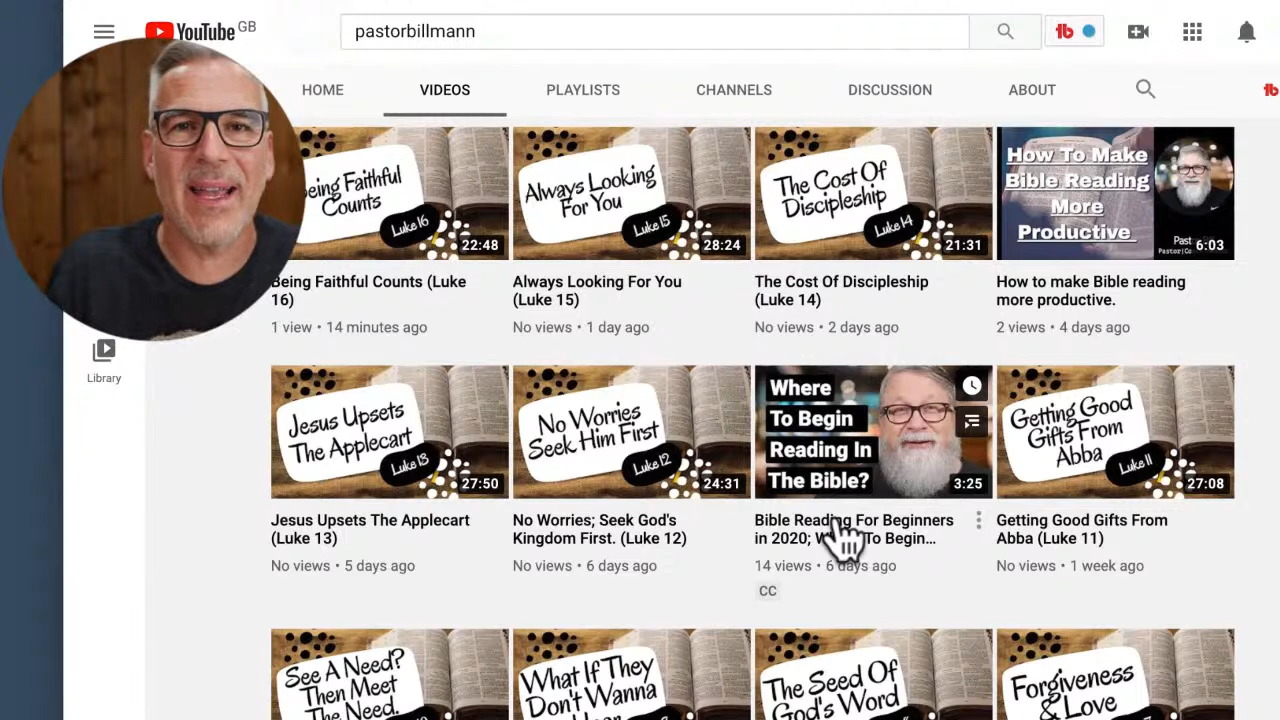 YouTube GB
pastorbillmann
HOME
VIDEOS
PLAYLISTS
CHANNELS
DISCUSSION
ABOUT
eing Faithful
Counts
Luke 16
22:48
Always Looking
For You
Luke 15
28:24
The Cost Of
Discipleship
Luke 14
21:31
How To Make
Bible Reading
More
Productive
Past
Pastor|Co
6:03
Being Faithful Counts (Luke
16)
1 view • 14 minutes ago
Always Looking For You
(Luke 15)
No views • 1 day ago
The Cost Of Discipleship
(Luke 14)
No views • 2 days ago
How to make Bible reading
more productive.
2 views • 4 days ago
Library
Jesus Upsets
The Applecart
Luke 13
27:50
No Worries
Seek Him First
Luke 12
24:31
Where
To Begin
Reading In
The Bible?
3:25
Getting Good
Gifts From
Abba
Luke 11
27:08
Jesus Upsets The Applecart
(Luke 13)
No views • 5 days ago
No Worries; Seek God's
Kingdom First. (Luke 12)
No views • 6 days ago
Bible Reading For Beginners
in 2020; To Begin...
14 views • 6 days ago
CC
Getting Good Gifts From
Abba (Luke 11)
No views • 1 week ago
See A Need?
Then Meet
The Need.
What If They
Don't Wanna
The Seed Of
God's Word
Forgiveness
& Love